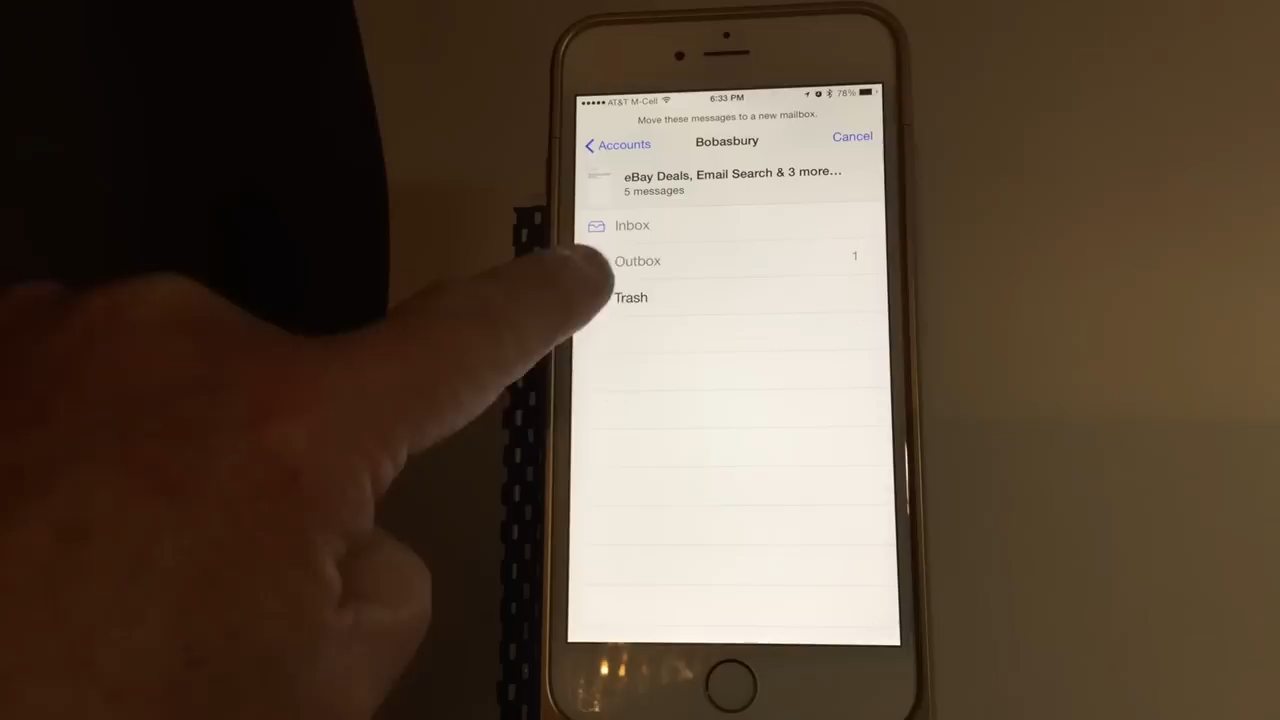 ●●●●● AT&T M-Cell 6:33 PM 78%
Move these messages to a new mailbox.
Accounts Bobasbury Cancel
eBay Deals, Email Search & 3 more...
5 messages
Inbox
Outbox 1
Trash